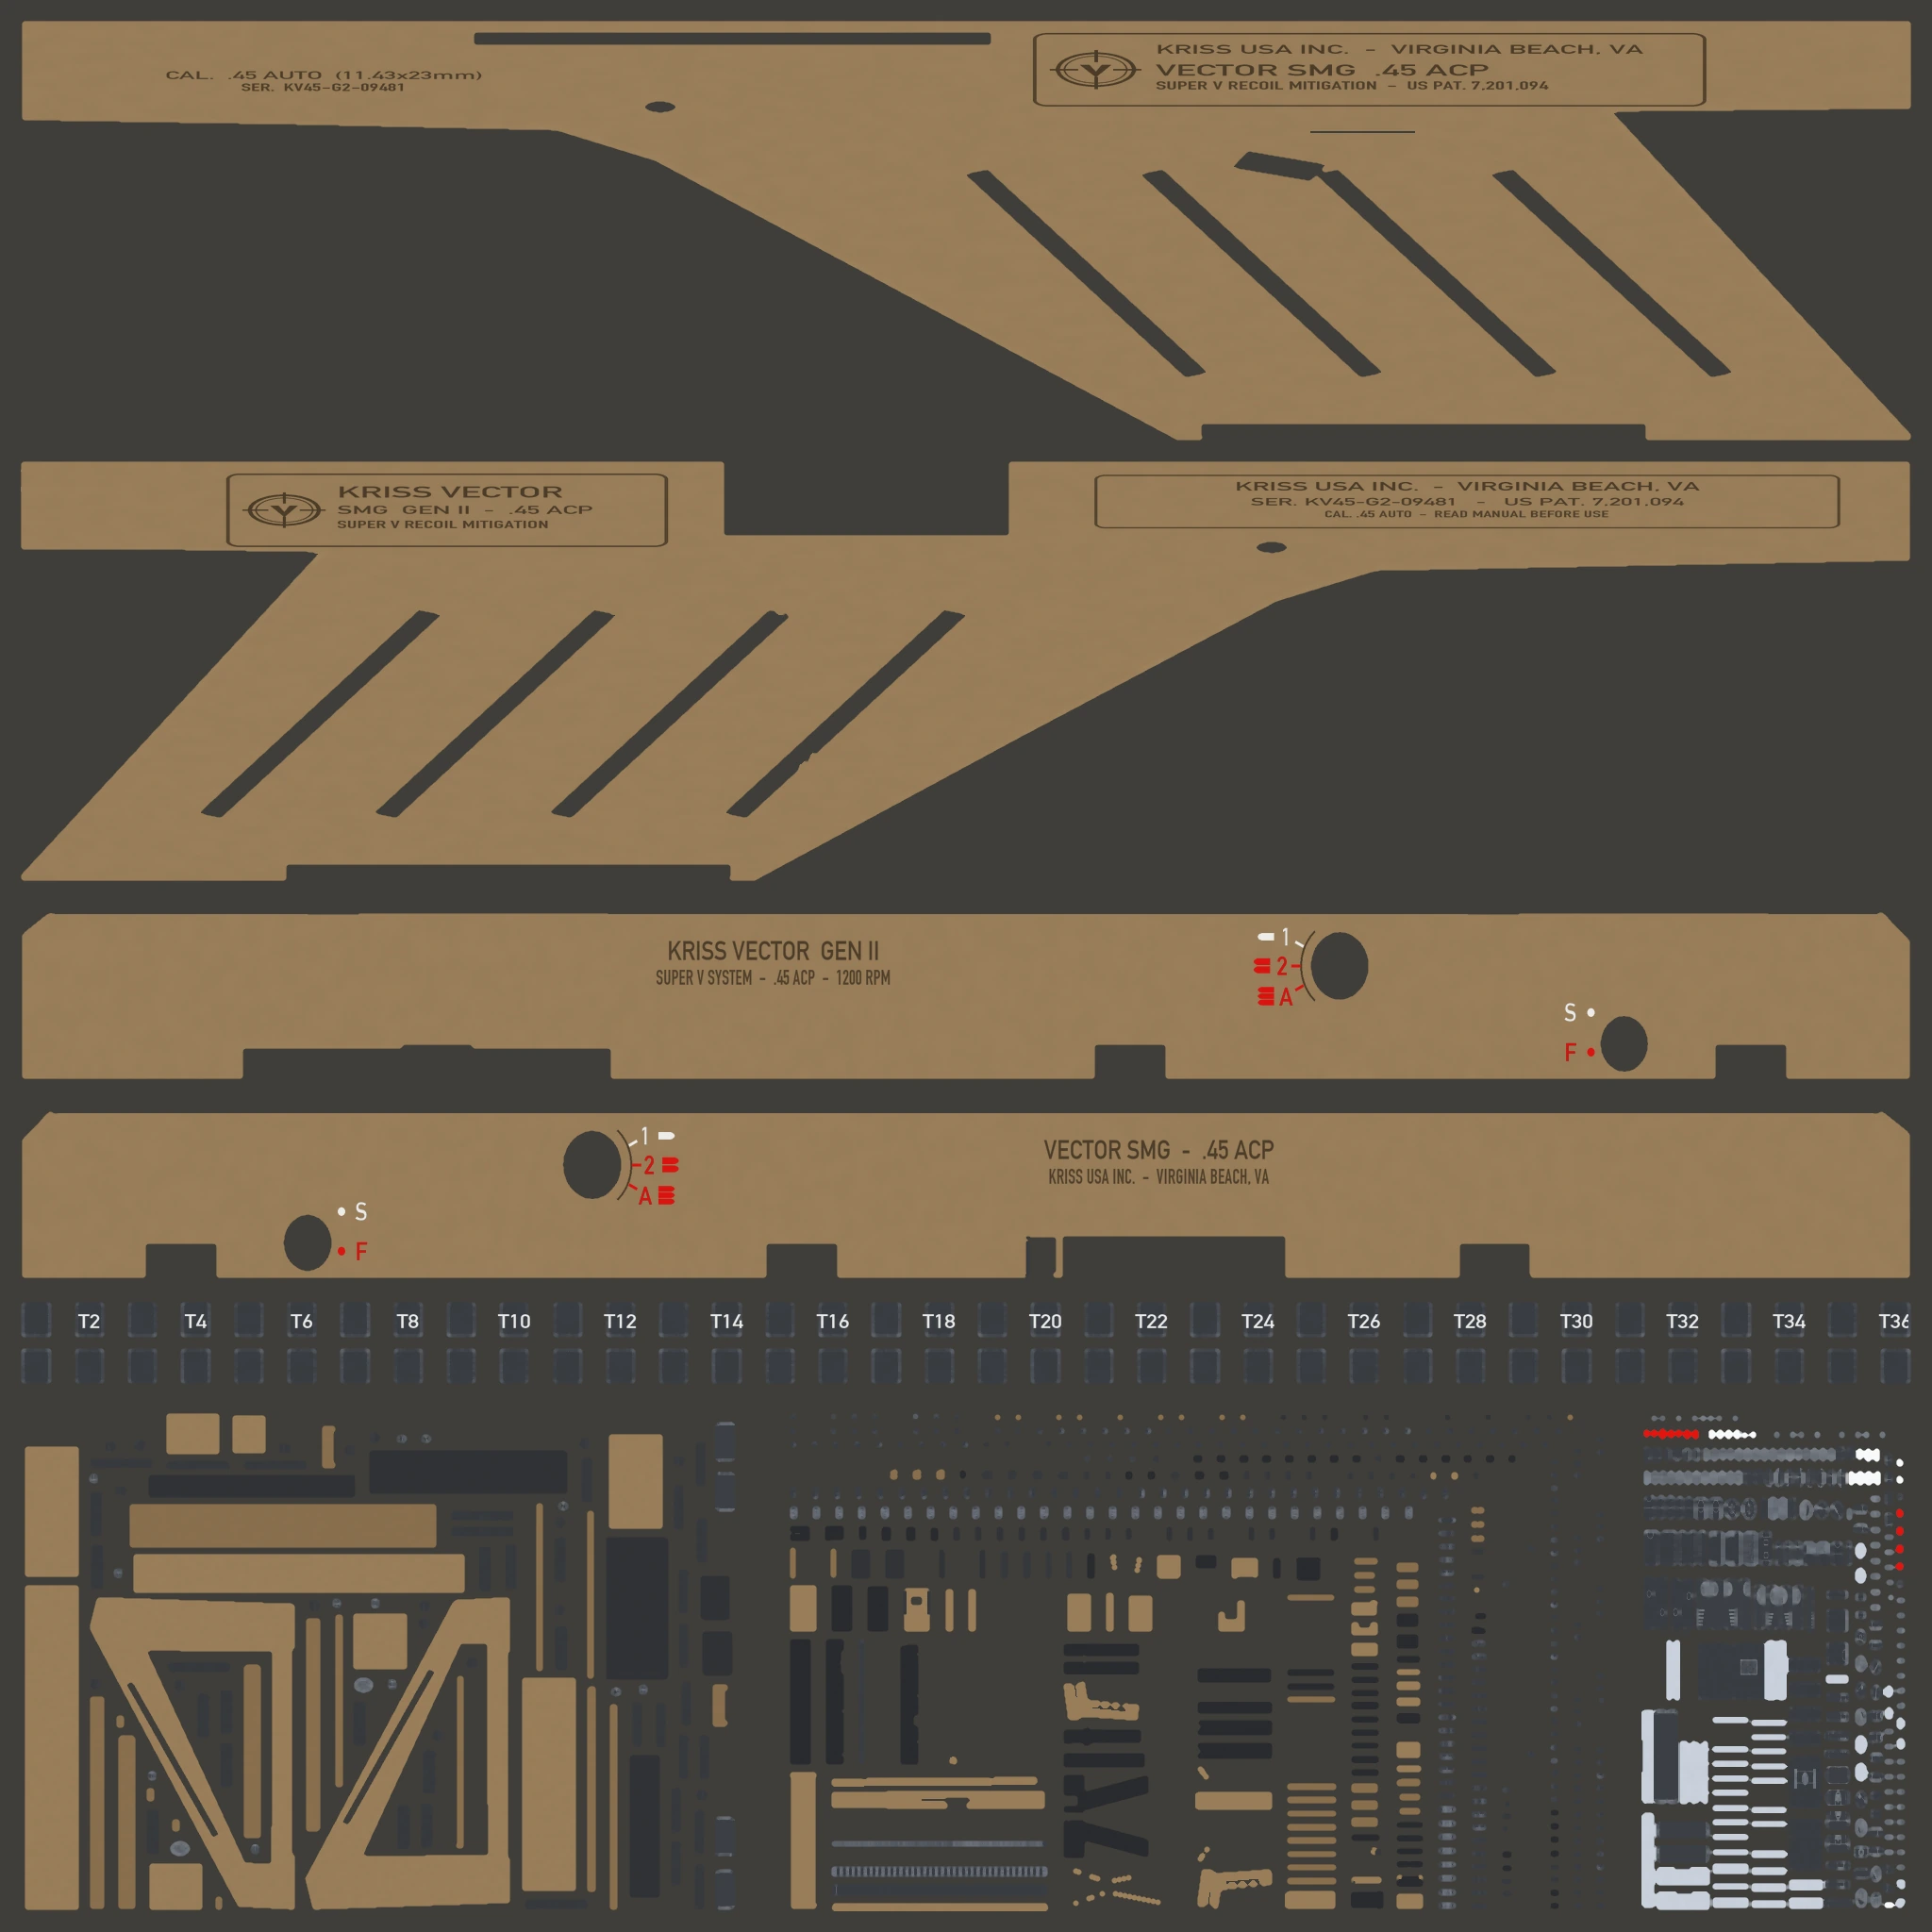 CAL. .45 AUTO (11.43x23mm)
SER. KV45-G2-09481
KRISS USA INC. - VIRGINIA BEACH, VA
VECTOR SMG .45 ACP
SUPER V RECOIL MITIGATION - US PAT. 7,201,094
KRISS VECTOR
SMG GEN II - .45 ACP
SUPER V RECOIL MITIGATION
KRISS USA INC. - VIRGINIA BEACH, VA
SER. KV45-G2-09481 - US PAT. 7,201,094
CAL. .45 AUTO - READ MANUAL BEFORE USE
KRISS VECTOR GEN II
SUPER V SYSTEM - .45 ACP - 1200 RPM
1
2
A
S
F
1
2
A
S
F
VECTOR SMG - .45 ACP
KRISS USA INC. - VIRGINIA BEACH, VA
T2 T4 T6 T8 T10 T12 T14 T16 T18 T20 T22 T24 T26 T28 T30 T32 T34 T36